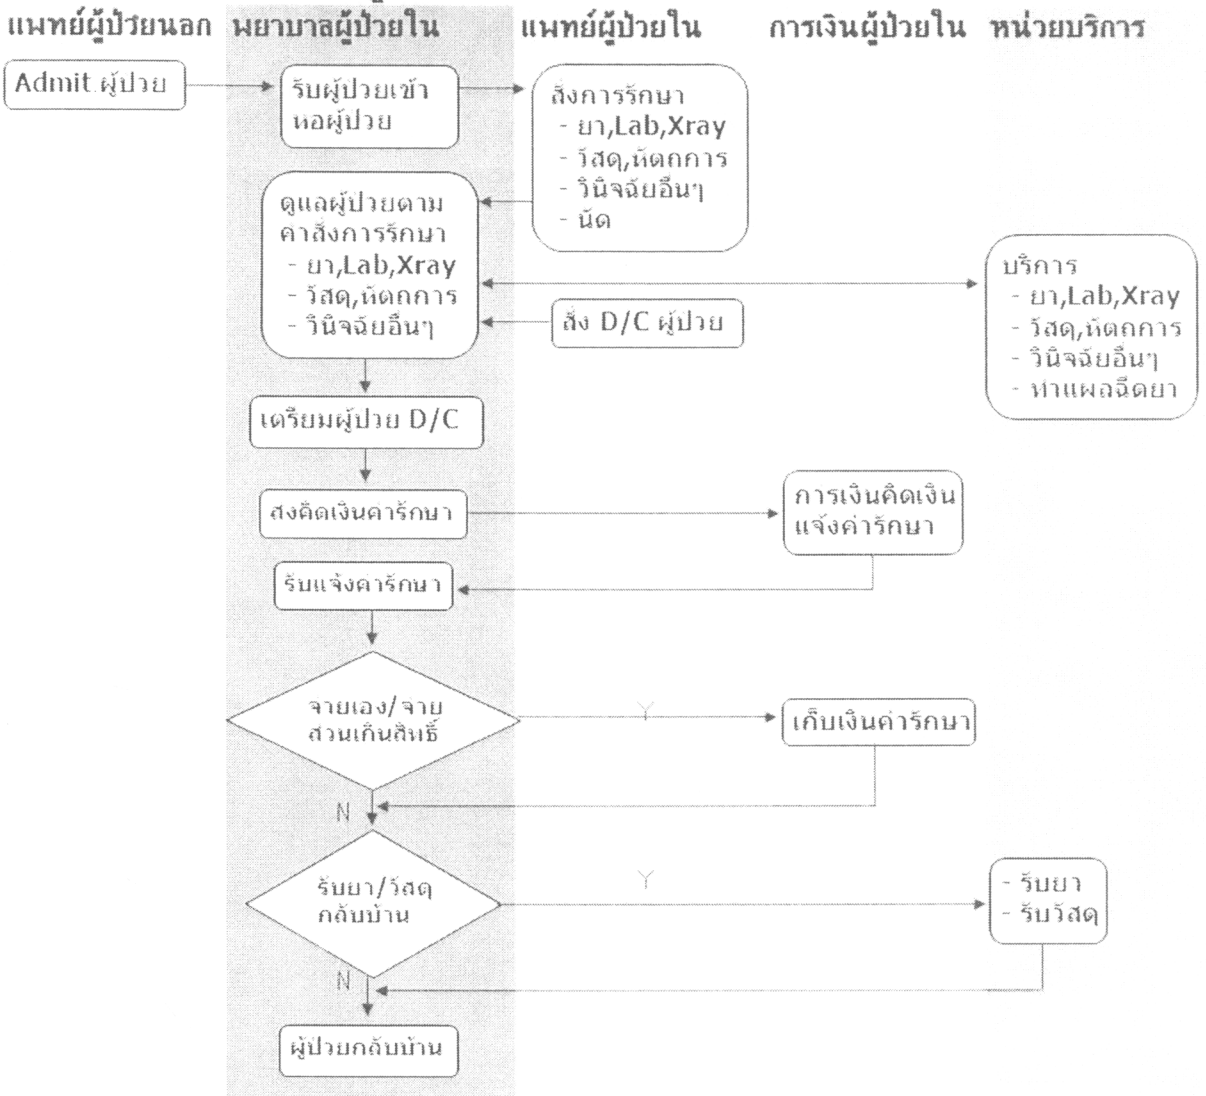 แพทย์ผู้ป่วยนอก พยาบาลผู้ป่วยใน แพทย์ผู้ป่วยใน การเงินผู้ป่วยใน หน่วยบริการ
Admit ผู้ป่วย
รับผู้ป่วยเข้า
หอผู้ป่วย
สั่งการรักษา
- ยา,Lab,Xray
- วัสดุ,หัตถการ
- วินิจฉัยอื่นๆ
- นัด
ดูแลผู้ป่วยตาม
คำสั่งการรักษา
- ยา,Lab,Xray
- วัสดุ,หัตถการ
- วินิจฉัยอื่นๆ
บริการ
- ยา,Lab,Xray
- วัสดุ,หัตถการ
- วินิจฉัยอื่นๆ
- ทำแผลฉีดยา
สั่ง D/C ผู้ป่วย
เตรียมผู้ป่วย D/C
ส่งคิดเงินค่ารักษา
การเงินคิดเงิน
แจ้งค่ารักษา
รับแจ้งค่ารักษา
จ่ายเอง/จ่าย
ส่วนเกินสิทธิ์
Y
เก็บเงินค่ารักษา
N
รับยา/วัสดุ
กลับบ้าน
Y
- รับยา
- รับวัสดุ
N
ผู้ป่วยกลับบ้าน